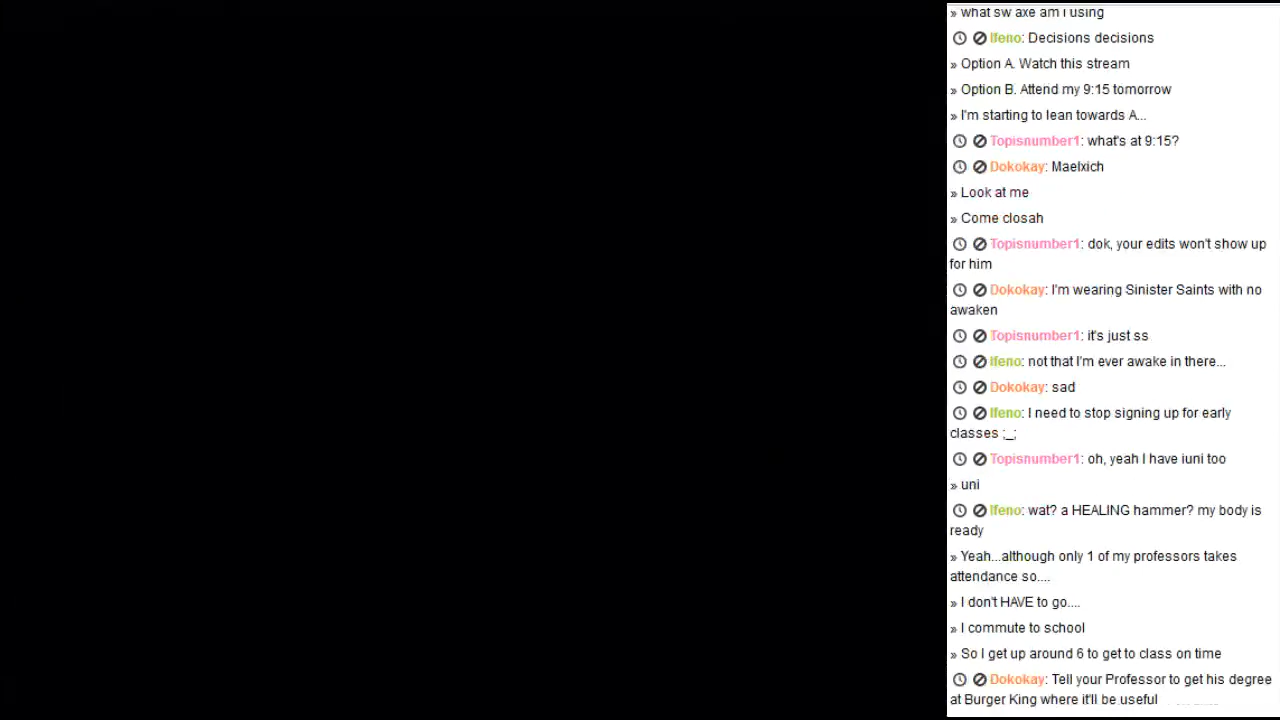 » what sw axe am i using
Ifeno: Decisions decisions
» Option A. Watch this stream
» Option B. Attend my 9:15 tomorrow
» I'm starting to lean towards A...
Topisnumber1: what's at 9:15?
Dokokay: Maelxich
» Look at me
» Come closah
Topisnumber1: dok, your edits won't show up
for him
Dokokay: I'm wearing Sinister Saints with no
awaken
Topisnumber1: it's just ss
Ifeno: not that I'm ever awake in there...
Dokokay: sad
Ifeno: I need to stop signing up for early
classes ;_;
Topisnumber1: oh, yeah I have iuni too
» uni
Ifeno: wat? a HEALING hammer? my body is
ready
» Yeah...although only 1 of my professors takes
attendance so....
» I don't HAVE to go....
» I commute to school
» So I get up around 6 to get to class on time
Dokokay: Tell your Professor to get his degree
at Burger King where it'll be useful